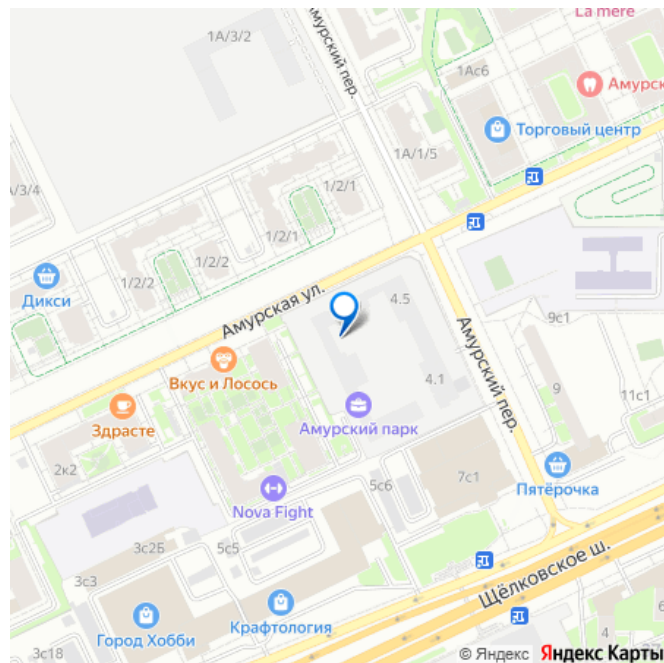 La mere
1А/3/2
Амурский пер.
1Ас6
Амурск
Торговый центр
1А/1/5
/3/4
1/2/1
1/2/1
1/2/2
1/2/2
Дикси
Амурская ул.
4.5
9с1
Вкус и Лосось
4.1
Амурский пер.
9
11с1
Здрасте
Амурский парк
2к2
7с1
Пятёрочка
5с6
Nova Fight
3с2Б
5с5
3с3
Щёлковское ш.
Город Хобби
Крафтология
6
4
3с18
© Яндекс Яндекс Карты